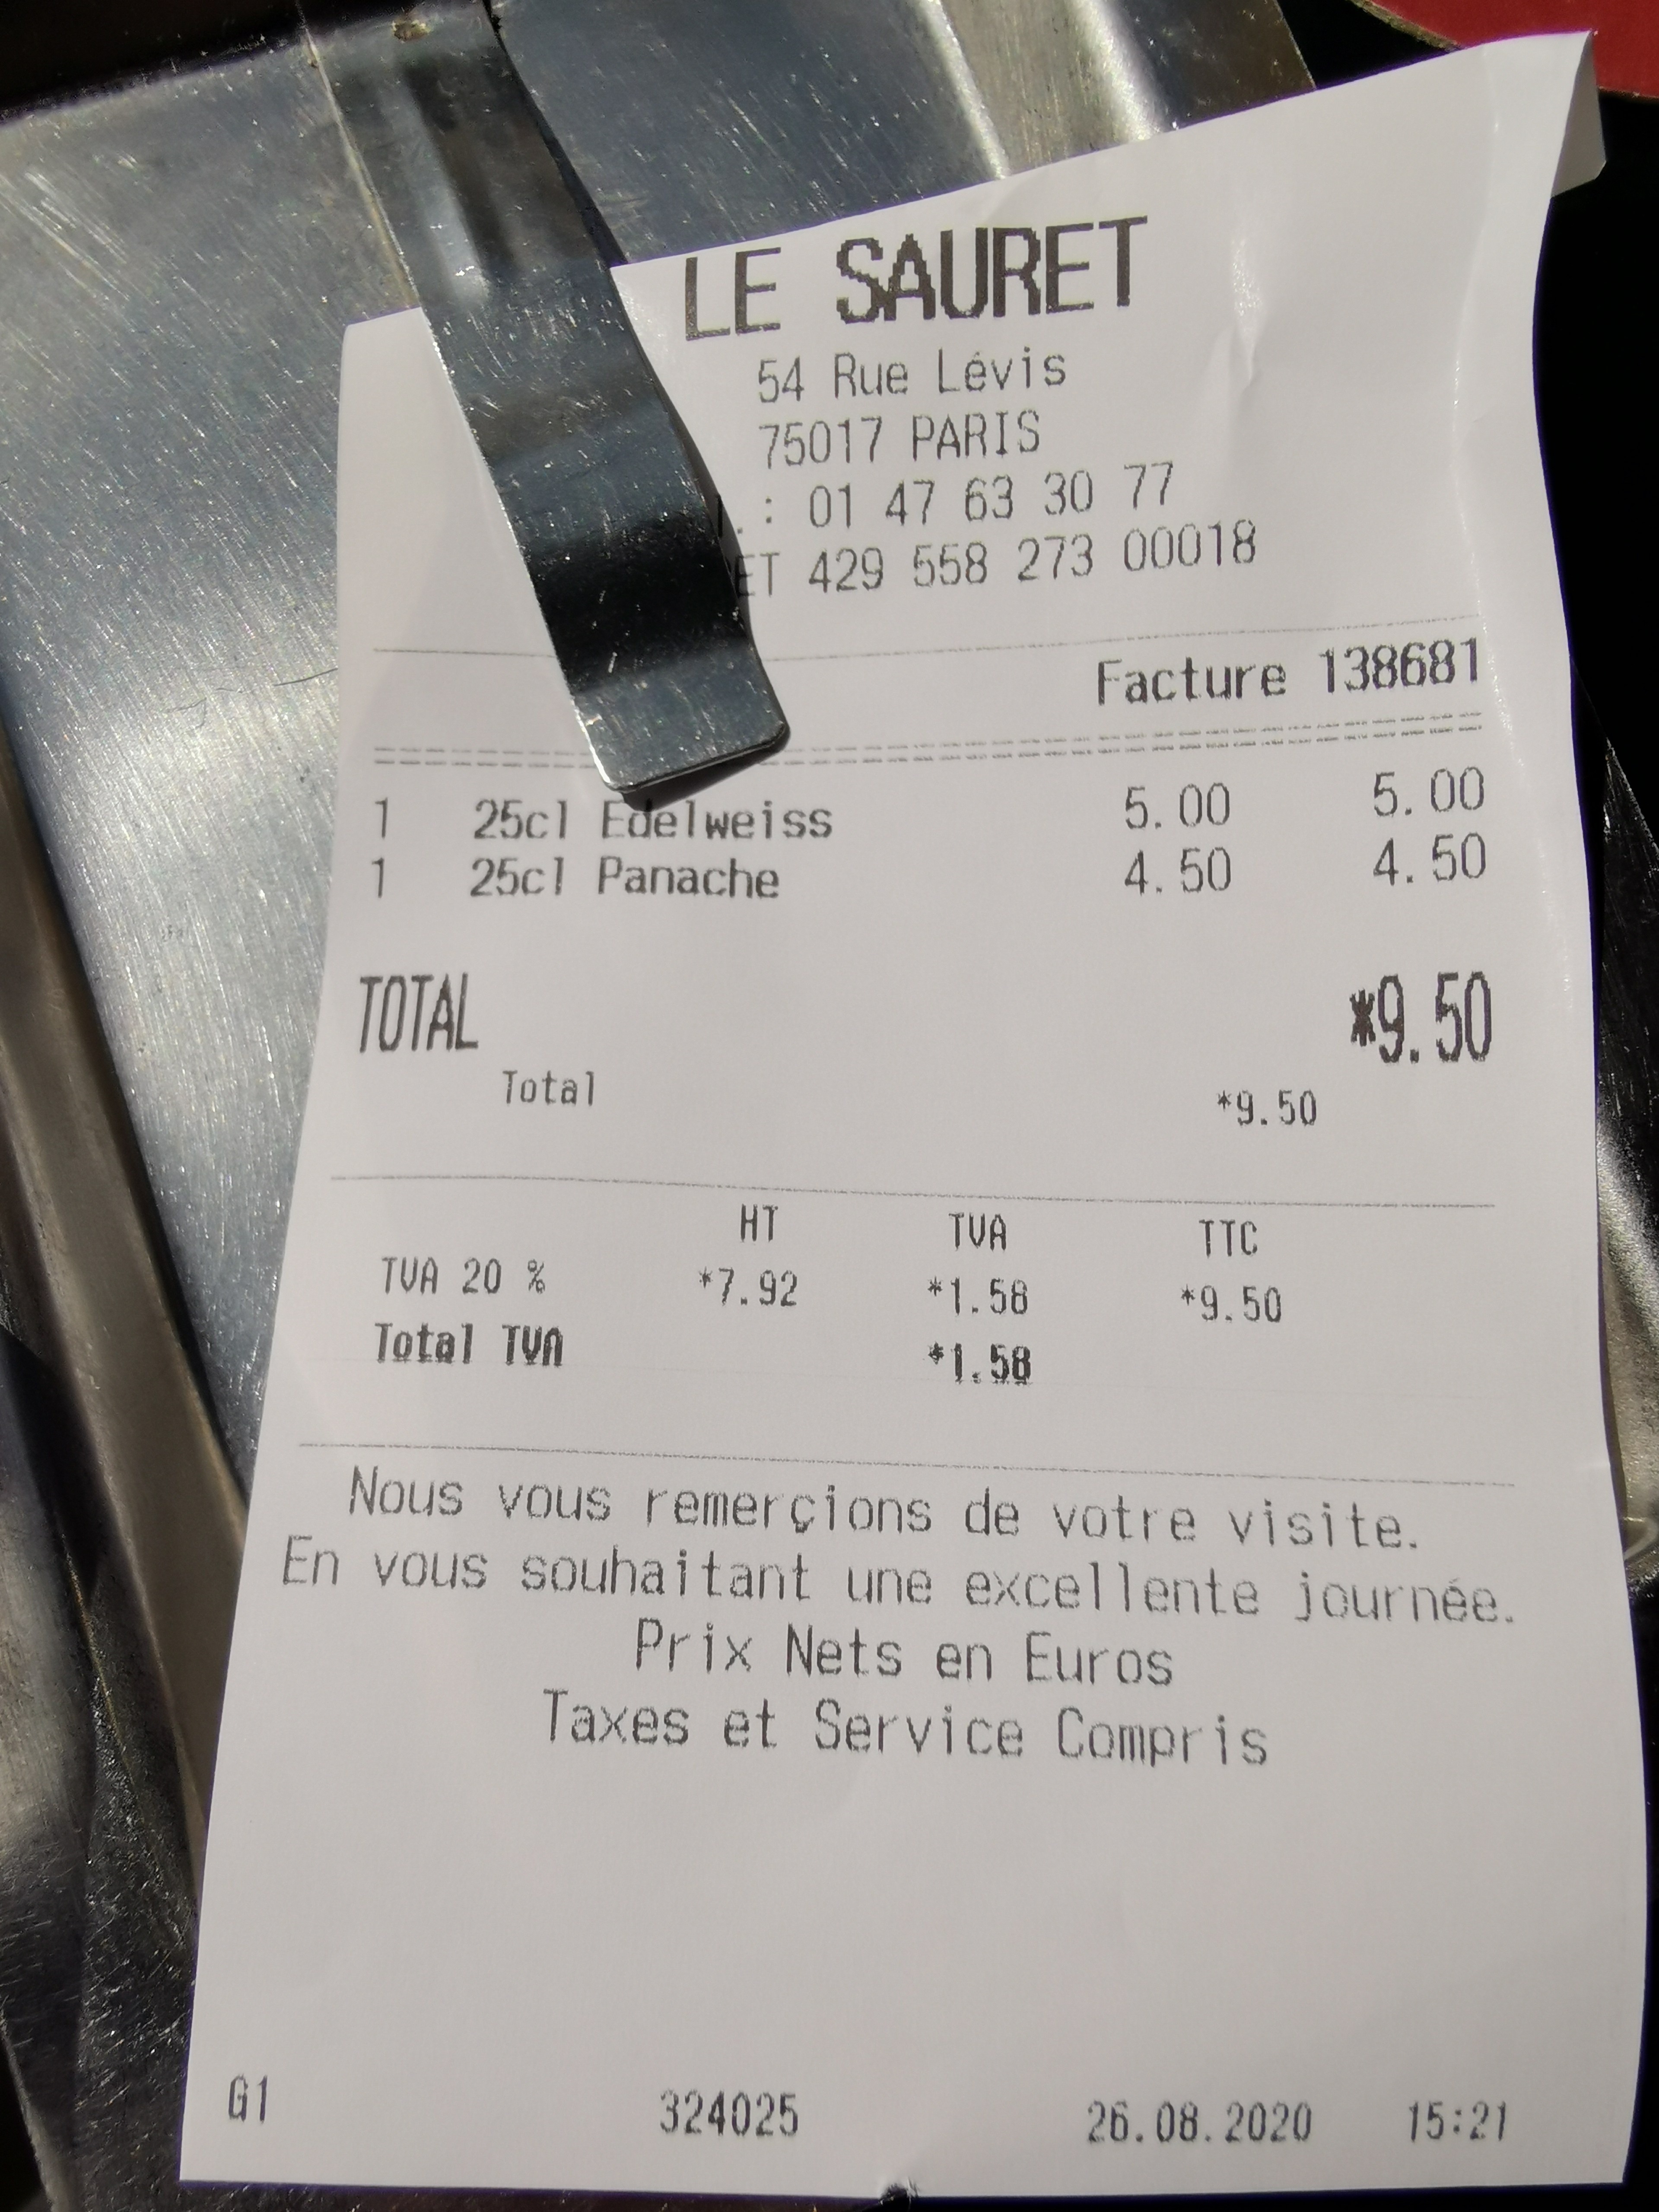 LE SAURET
54 Rue Lévis
75017 PARIS
.: 01 47 63 30 77
ET 429 558 273 00018
Facture 138681
1 25cl Edelweiss 5.00 5.00
1 25cl Panache 4.50 4.50
TOTAL *9.50
Total *9.50
HT TVA TTC
TVA 20 % *7.92 *1.58 *9.50
Total TVA *1.58
Nous vous remerçions de votre visite.
En vous souhaitant une excellente journée.
Prix Nets en Euros
Taxes et Service Compris
G1 324025 26.08.2020 15:21